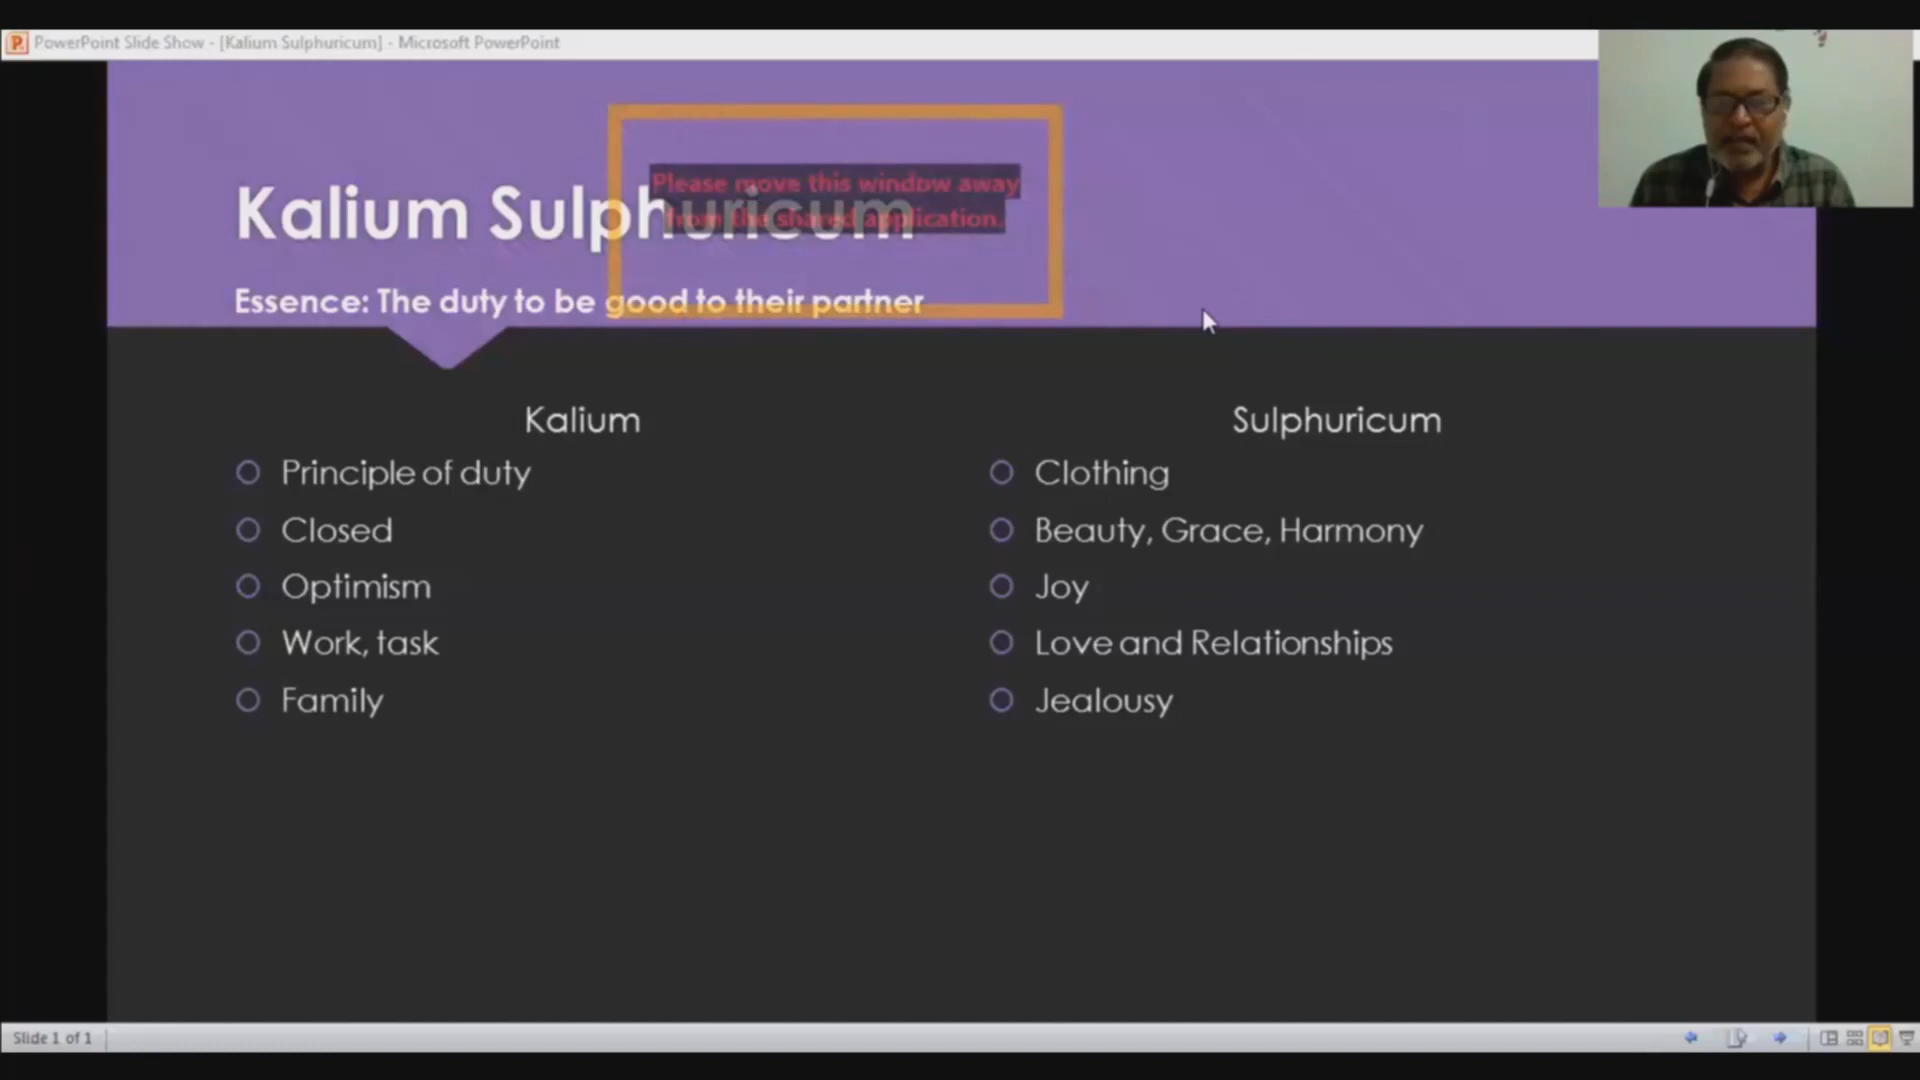 PowerPoint Slide Show - [Kalium Sulphuricum] - Microsoft PowerPoint
Please move this window away
from the shared application.
Kalium Sulphuricum
Essence: The duty to be good to their partner
Kalium
Principle of duty
Closed
Optimism
Work, task
Family
Sulphuricum
Clothing
Beauty, Grace, Harmony
Joy
Love and Relationships
Jealousy
Slide 1 of 1